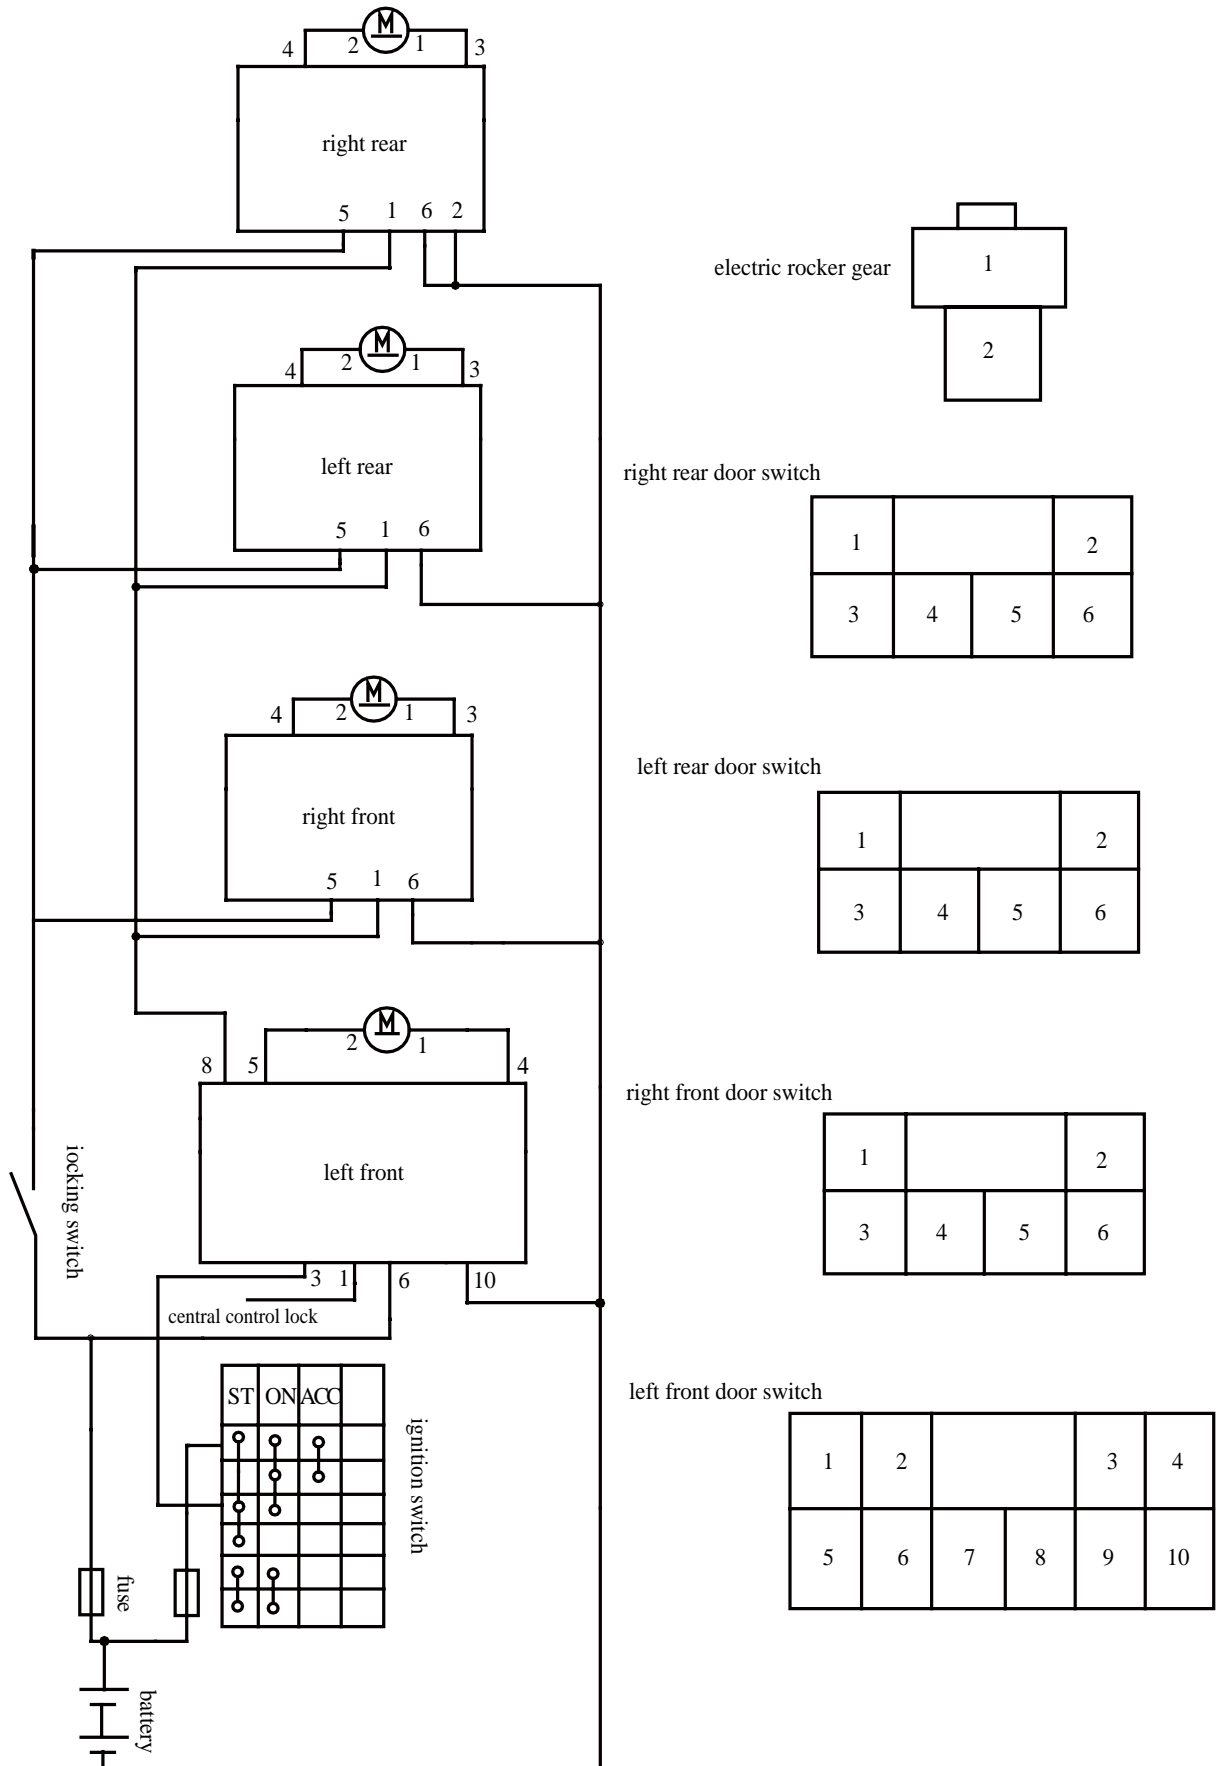 M
4 2 1 3
right rear
5 1 6 2
M
4 2 1 3
left rear
5 1 6
M
4 2 1 3
right front
5 1 6
M
8 5 2 1 4
left front
3 1 6 10
iocking switch
central control lock
ST ON ACC
ignition switch
fuse
battery
electric rocker gear
1
2
right rear door switch
1 2
3 4 5 6
left rear door switch
1 2
3 4 5 6
right front door switch
1 2
3 4 5 6
left front door switch
1 2 3 4
5 6 7 8 9 10